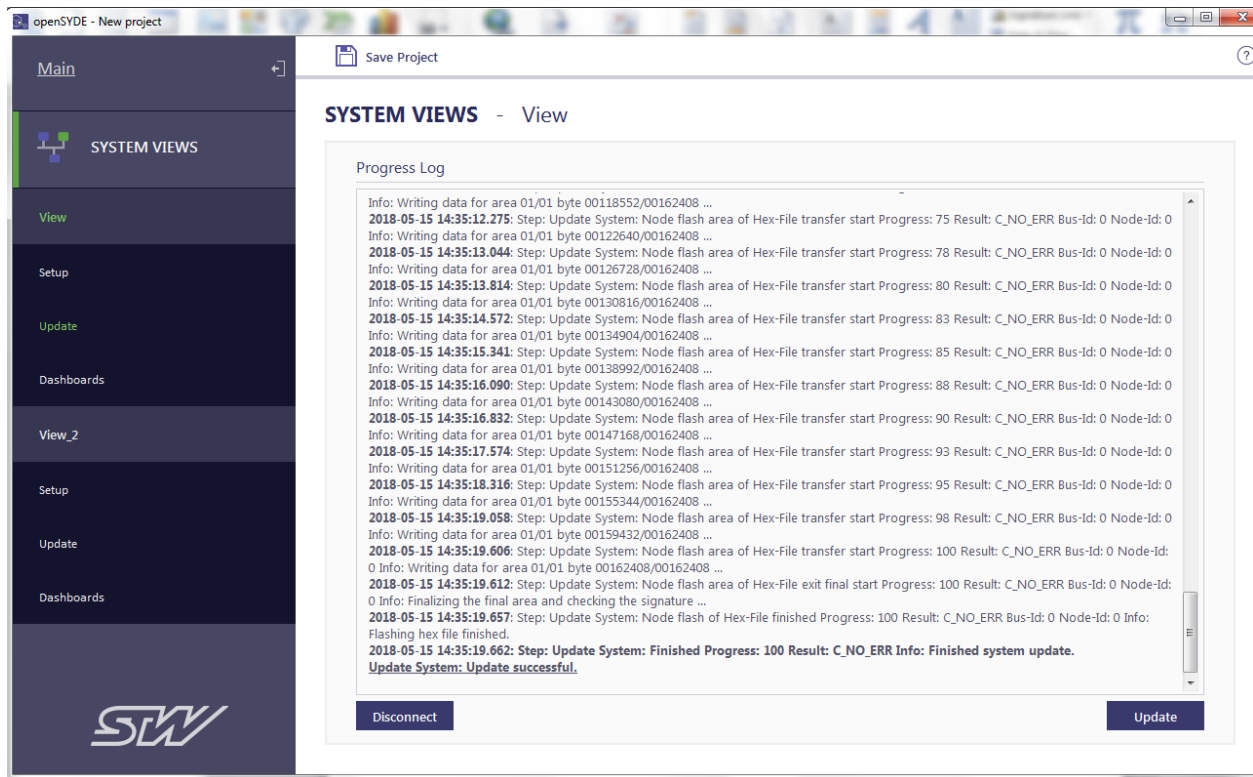 openSYDE - New project
Main
Save Project
?
SYSTEM VIEWS
SYSTEM VIEWS - View
View
Setup
Update
Dashboards
View_2
Setup
Update
Dashboards
STW
Progress Log
Info: Writing data for area 01/01 byte 00118552/00162408 ...
2018-05-15 14:35:12.275: Step: Update System: Node flash area of Hex-File transfer start Progress: 75 Result: C_NO_ERR Bus-Id: 0 Node-Id: 0
Info: Writing data for area 01/01 byte 00122640/00162408 ...
2018-05-15 14:35:13.044: Step: Update System: Node flash area of Hex-File transfer start Progress: 78 Result: C_NO_ERR Bus-Id: 0 Node-Id: 0
Info: Writing data for area 01/01 byte 00126728/00162408 ...
2018-05-15 14:35:13.814: Step: Update System: Node flash area of Hex-File transfer start Progress: 80 Result: C_NO_ERR Bus-Id: 0 Node-Id: 0
Info: Writing data for area 01/01 byte 00130816/00162408 ...
2018-05-15 14:35:14.572: Step: Update System: Node flash area of Hex-File transfer start Progress: 83 Result: C_NO_ERR Bus-Id: 0 Node-Id: 0
Info: Writing data for area 01/01 byte 00134904/00162408 ...
2018-05-15 14:35:15.341: Step: Update System: Node flash area of Hex-File transfer start Progress: 85 Result: C_NO_ERR Bus-Id: 0 Node-Id: 0
Info: Writing data for area 01/01 byte 00138992/00162408 ...
2018-05-15 14:35:16.090: Step: Update System: Node flash area of Hex-File transfer start Progress: 88 Result: C_NO_ERR Bus-Id: 0 Node-Id: 0
Info: Writing data for area 01/01 byte 00143080/00162408 ...
2018-05-15 14:35:16.832: Step: Update System: Node flash area of Hex-File transfer start Progress: 90 Result: C_NO_ERR Bus-Id: 0 Node-Id: 0
Info: Writing data for area 01/01 byte 00147168/00162408 ...
2018-05-15 14:35:17.574: Step: Update System: Node flash area of Hex-File transfer start Progress: 93 Result: C_NO_ERR Bus-Id: 0 Node-Id: 0
Info: Writing data for area 01/01 byte 00151256/00162408 ...
2018-05-15 14:35:18.316: Step: Update System: Node flash area of Hex-File transfer start Progress: 95 Result: C_NO_ERR Bus-Id: 0 Node-Id: 0
Info: Writing data for area 01/01 byte 00155344/00162408 ...
2018-05-15 14:35:19.058: Step: Update System: Node flash area of Hex-File transfer start Progress: 98 Result: C_NO_ERR Bus-Id: 0 Node-Id: 0
Info: Writing data for area 01/01 byte 00159432/00162408 ...
2018-05-15 14:35:19.606: Step: Update System: Node flash area of Hex-File transfer start Progress: 100 Result: C_NO_ERR Bus-Id: 0 Node-Id:
0 Info: Writing data for area 01/01 byte 00162408/00162408 ...
2018-05-15 14:35:19.612: Step: Update System: Node flash area of Hex-File exit final start Progress: 100 Result: C_NO_ERR Bus-Id: 0 Node-Id:
0 Info: Finalizing the final area and checking the signature ...
2018-05-15 14:35:19.657: Step: Update System: Node flash of Hex-File finished Progress: 100 Result: C_NO_ERR Bus-Id: 0 Node-Id: 0 Info:
Flashing hex file finished.
2018-05-15 14:35:19.662: Step: Update System: Finished Progress: 100 Result: C_NO_ERR Info: Finished system update.
Update System: Update successful.
Disconnect
Update